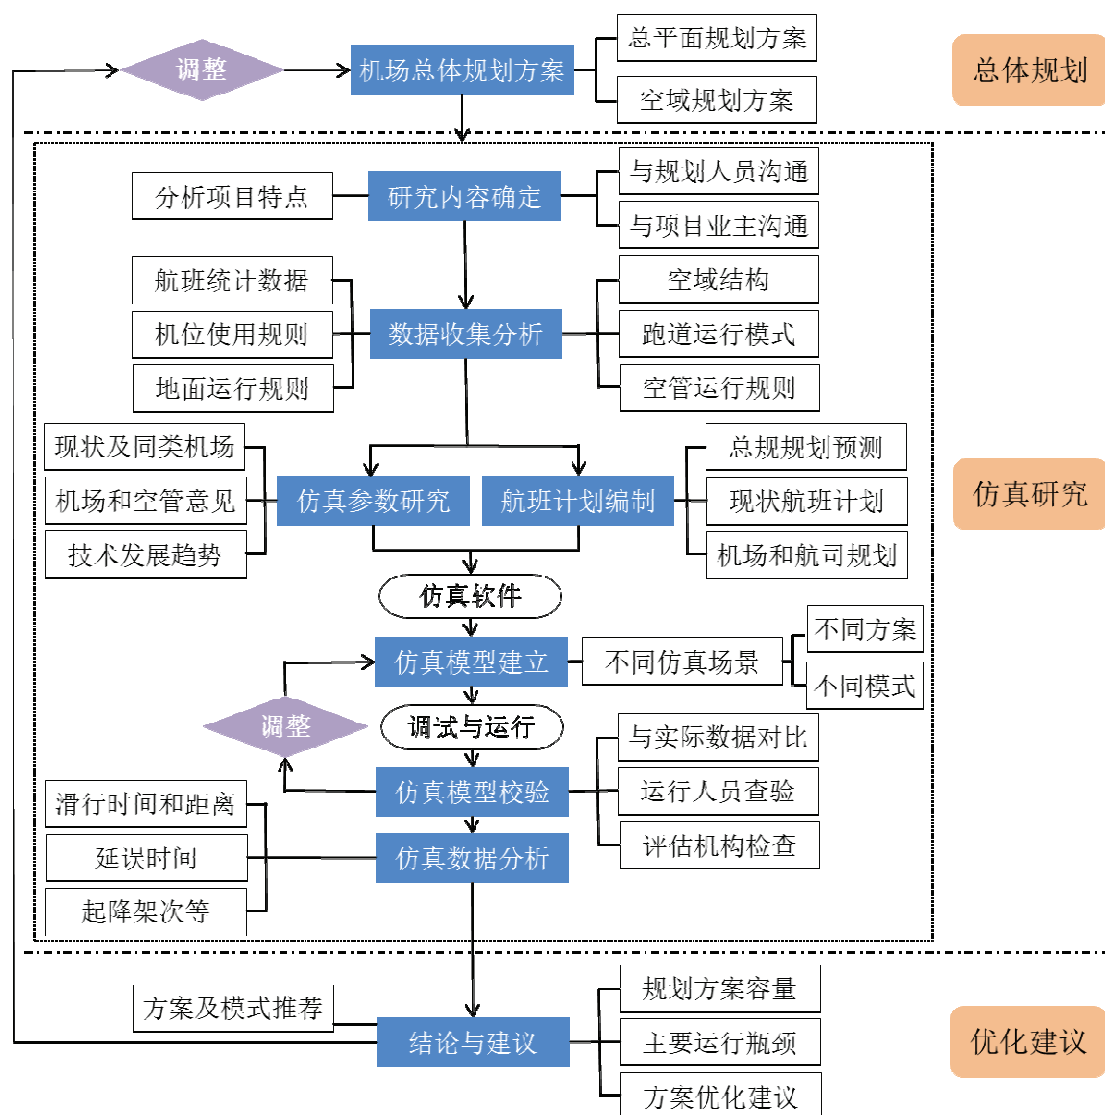 总平面规划方案
调整
机场总体规划方案
总体规划
空域规划方案
与规划人员沟通
分析项目特点
研究内容确定
与项目业主沟通
航班统计数据
空域结构
机位使用规则
数据收集分析
跑道运行模式
地面运行规则
空管运行规则
现状及同类机场
总规规划预测
机场和空管意见
仿真参数研究
航班计划编制
现状航班计划
仿真研究
技术发展趋势
机场和航司规划
仿真软件
不同方案
仿真模型建立
不同仿真场景
不同模式
调整
调试与运行
与实际数据对比
滑行时间和距离
仿真模型校验
运行人员查验
延误时间
仿真数据分析
评估机构检查
起降架次等
规划方案容量
方案及模式推荐
结论与建议
主要运行瓶颈
优化建议
方案优化建议